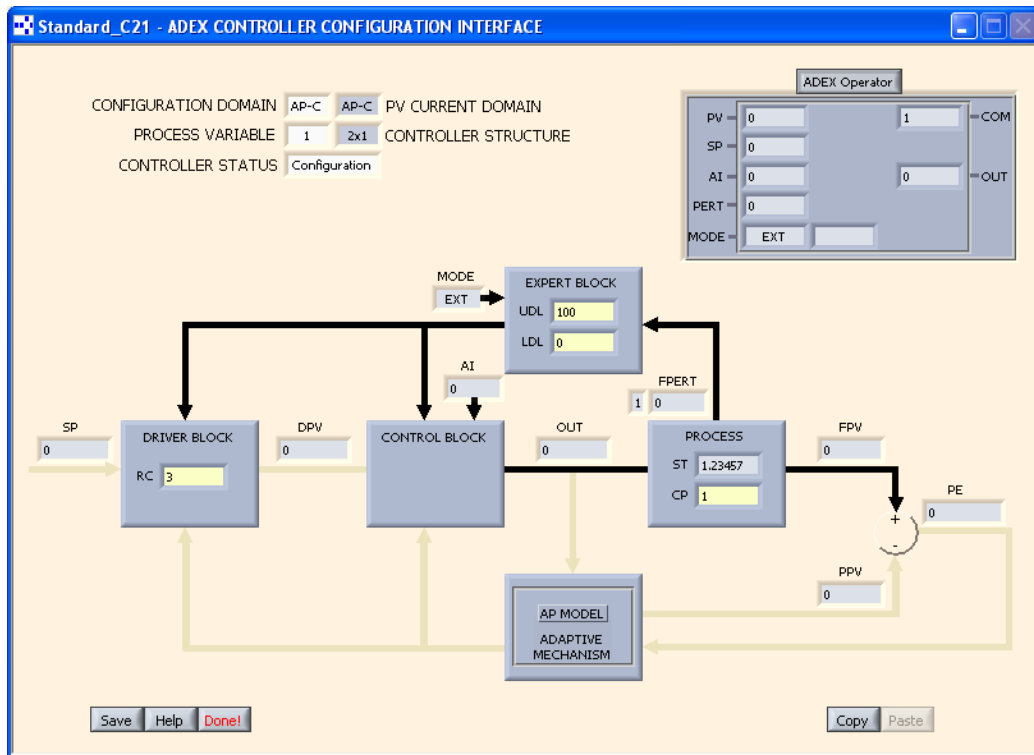 Standard_C21 - ADEX CONTROLLER CONFIGURATION INTERFACE
CONFIGURATION DOMAIN AP-C AP-C PV CURRENT DOMAIN
PROCESS VARIABLE 1 2x1 CONTROLLER STRUCTURE
CONTROLLER STATUS Configuration
ADEX Operator
PV 0 1 COM
SP 0
AI 0 0 OUT
PERT 0
MODE EXT
MODE
EXT
EXPERT BLOCK
UDL 100
LDL 0
AI
0
FPERT
1 0
SP
0
DRIVER BLOCK
RC 3
DPV
0
CONTROL BLOCK
OUT
0
PROCESS
ST 1.23457
CP 1
FPV
0
PE
0
+
-
PPV
0
AP MODEL
ADAPTIVE
MECHANISM
Save Help Done!
Copy Paste